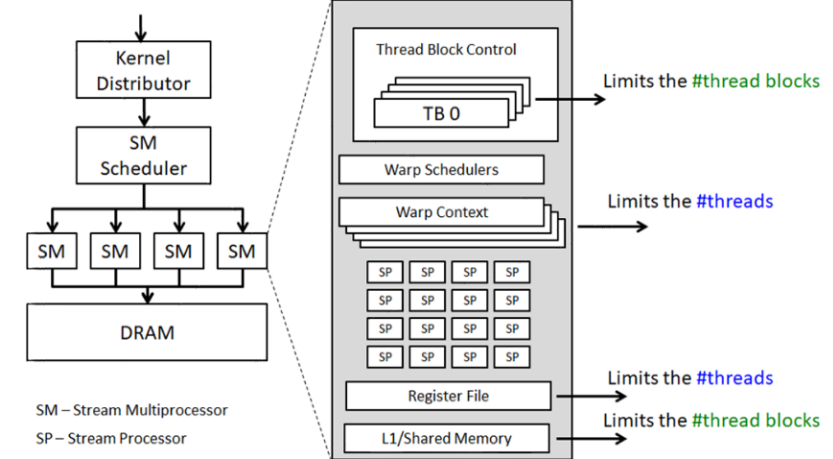 Kernel
Distributor
SM
Scheduler
SM SM SM SM
DRAM
SM – Stream Multiprocessor
SP – Stream Processor
Thread Block Control
TB 0
Warp Schedulers
Warp Context
SP SP SP SP
SP SP SP SP
SP SP SP SP
SP SP SP SP
Register File
L1/Shared Memory
Limits the #thread blocks
Limits the #threads
Limits the #threads
Limits the #thread blocks